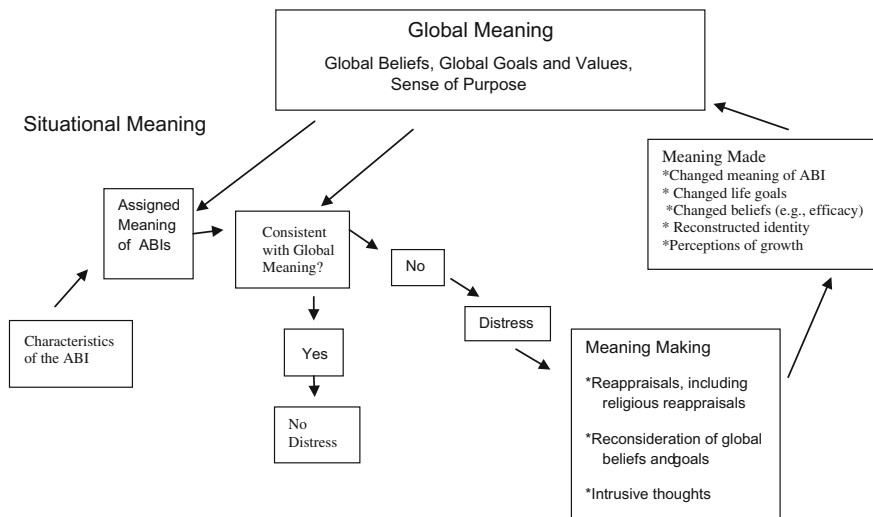 Global Meaning
Global Beliefs, Global Goals and Values,
Sense of Purpose
Situational Meaning
Assigned
Meaning
of ABIs
Consistent
with Global
Meaning?
No
Characteristics
of the ABI
Yes
No
Distress
Distress
Meaning Making
*Reappraisals, including
religious reappraisals
*Reconsideration of global
beliefs andgoals
*Intrusive thoughts
Meaning Made
*Changed meaning of ABI
* Changed life goals
*Changed beliefs (e.g., efficacy)
* Reconstructed identity
*Perceptions of growth